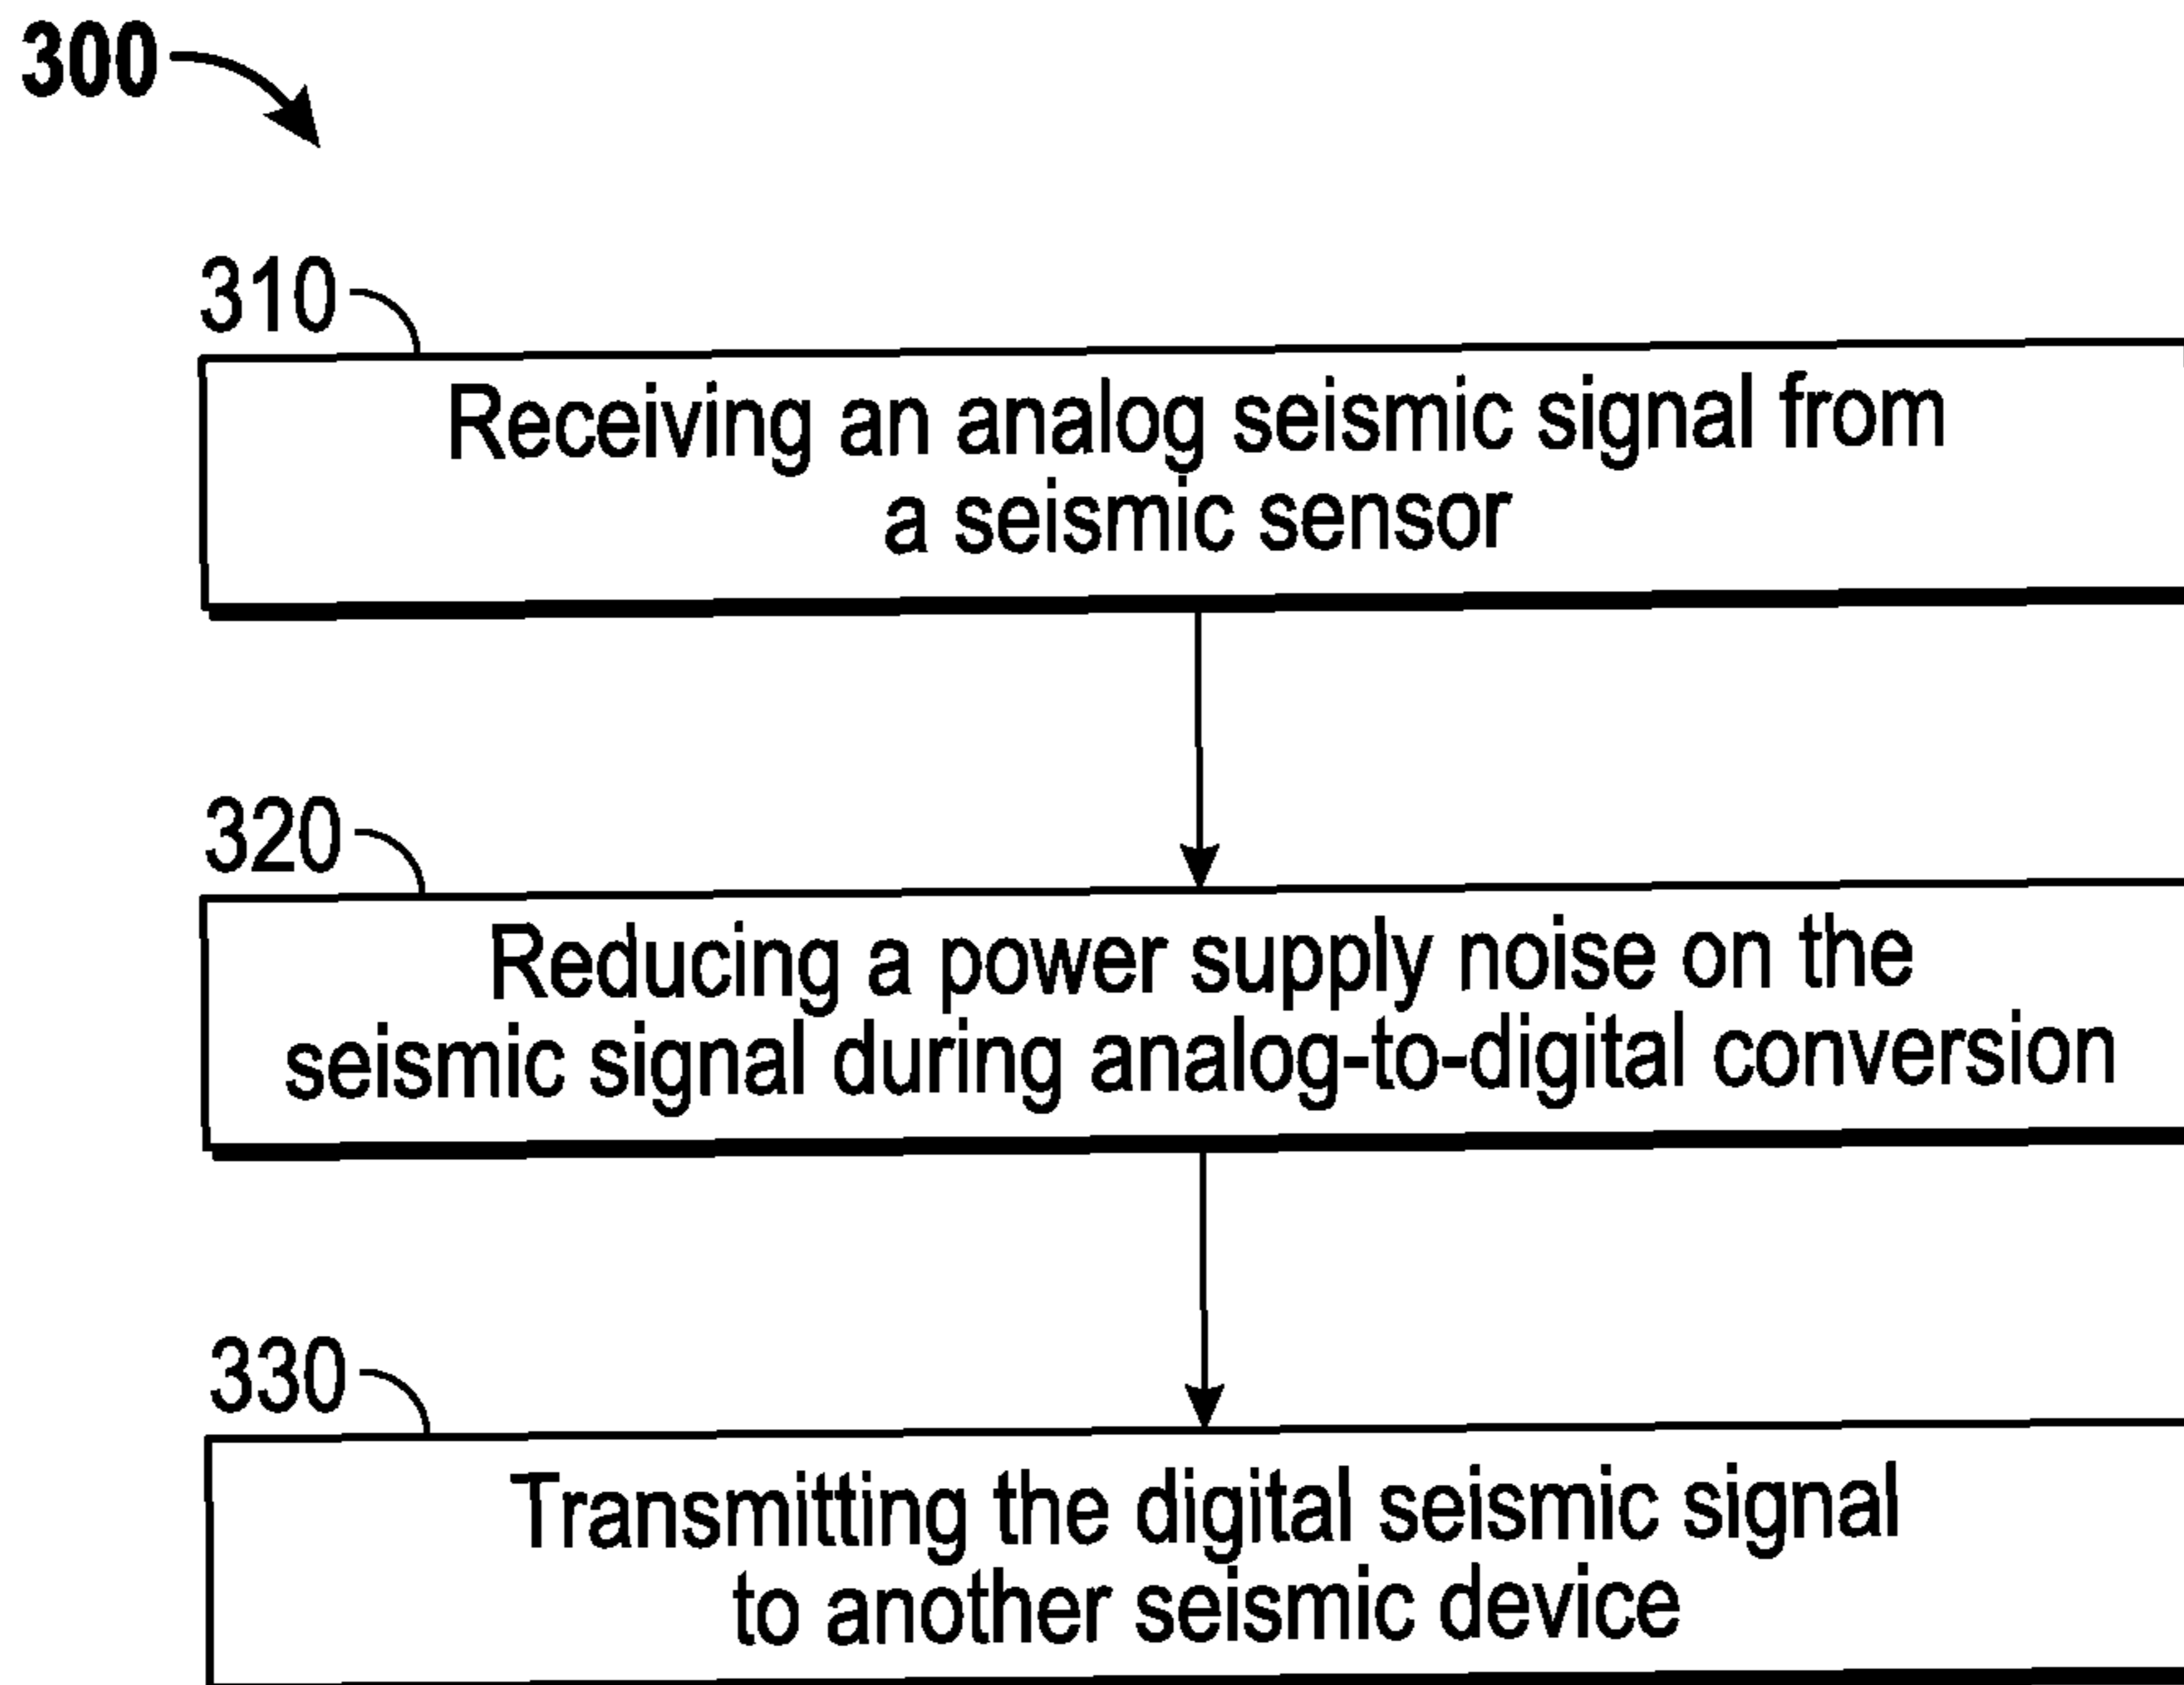 300
310
Receiving an analog seismic signal from
a seismic sensor
320
Reducing a power supply noise on the
seismic signal during analog-to-digital conversion
330
Transmitting the digital seismic signal
to another seismic device